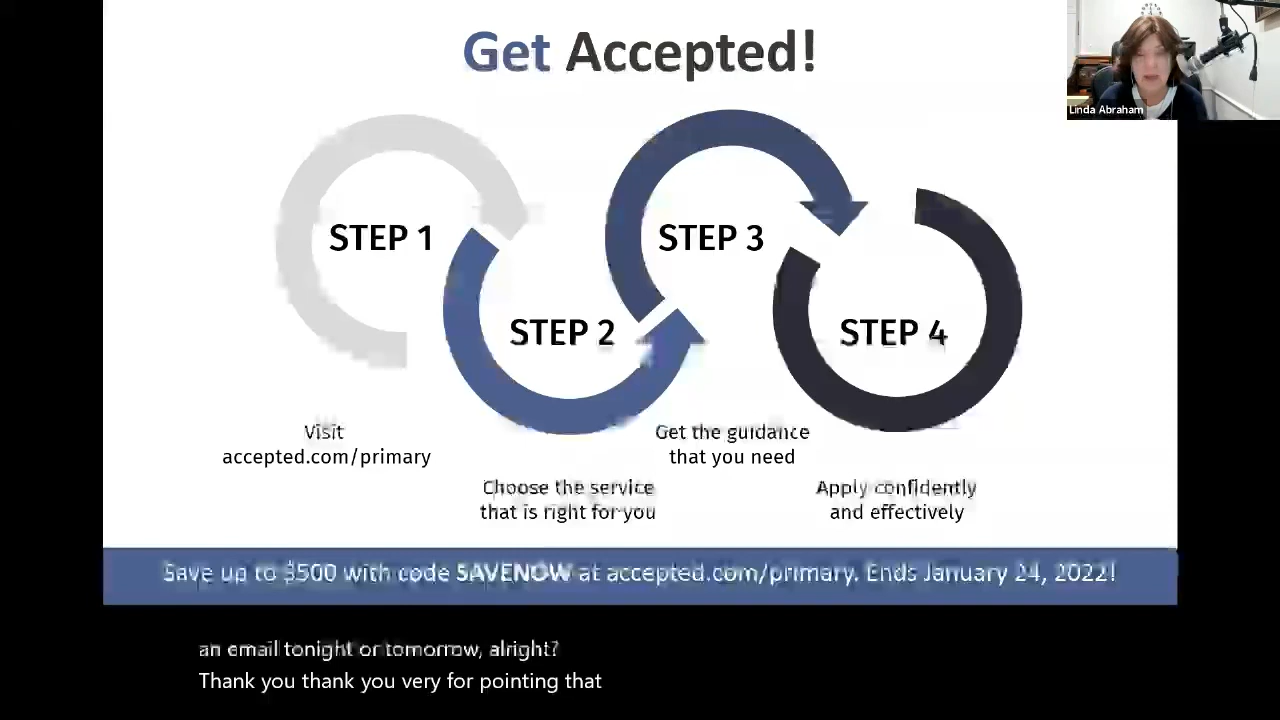 Get Accepted!
Linda Abraham
STEP 1
STEP 3
STEP 2
STEP 4
Visit
accepted.com/primary
Get the guidance
that you need
Choose the service
that is right for you
Apply confidently
and effectively
Save up to $500 with code SAVENOW at accepted.com/primary. Ends January 24, 2022!
an email tonight or tomorrow, alright?
Thank you thank you very for pointing that